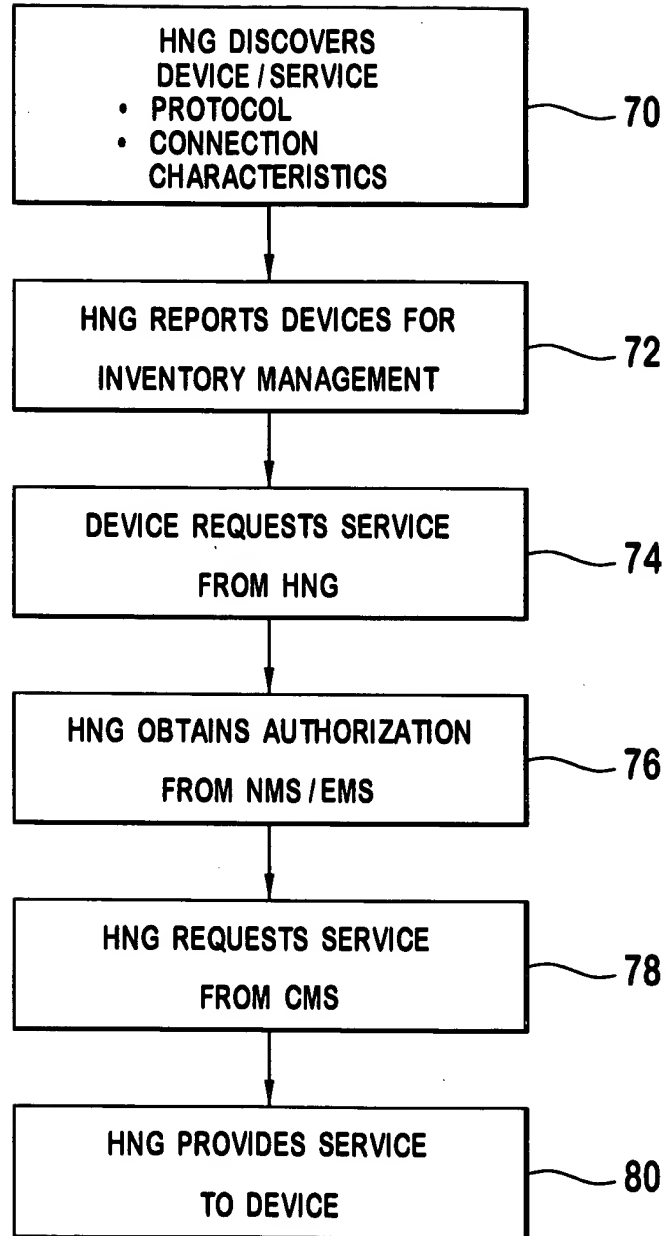 HNG DISCOVERS
DEVICE / SERVICE
• PROTOCOL
• CONNECTION
CHARACTERISTICS
70
HNG REPORTS DEVICES FOR
INVENTORY MANAGEMENT
72
DEVICE REQUESTS SERVICE
FROM HNG
74
HNG OBTAINS AUTHORIZATION
FROM NMS / EMS
76
HNG REQUESTS SERVICE
FROM CMS
78
HNG PROVIDES SERVICE
TO DEVICE
80